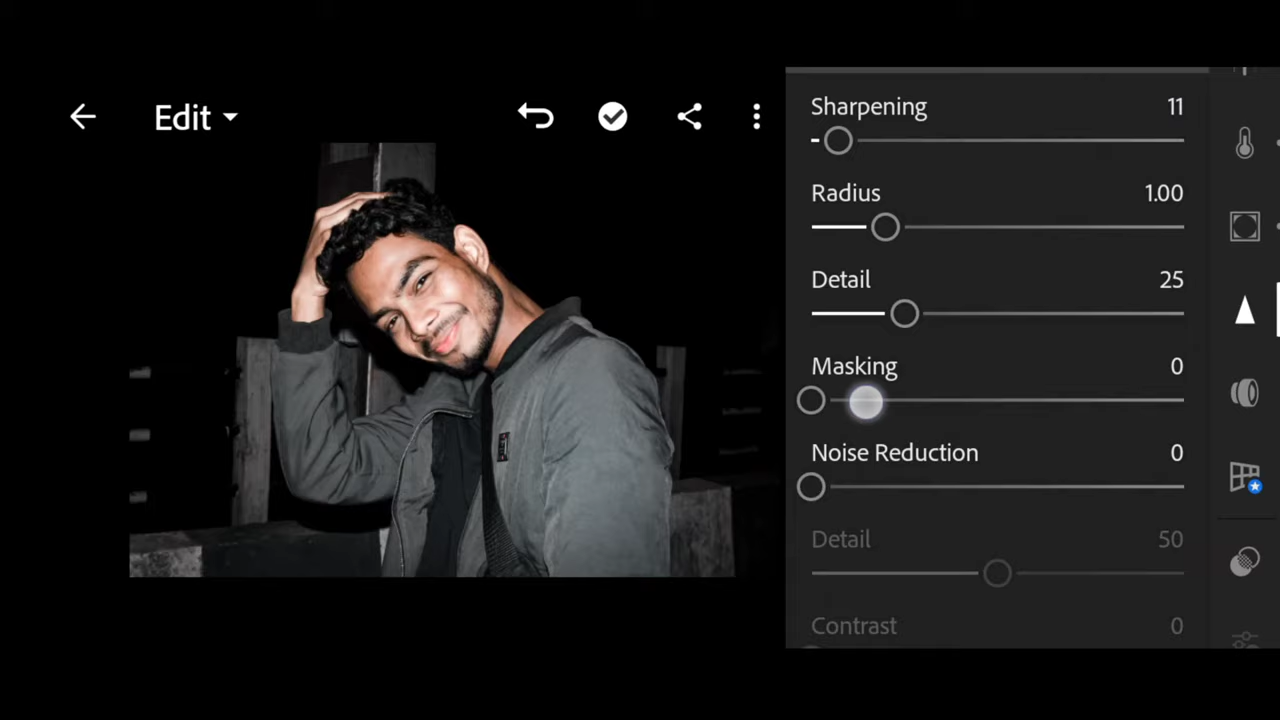 Edit
Sharpening 11
Radius 1.00
Detail 25
Masking 0
Noise Reduction 0
Detail 50
Contrast 0